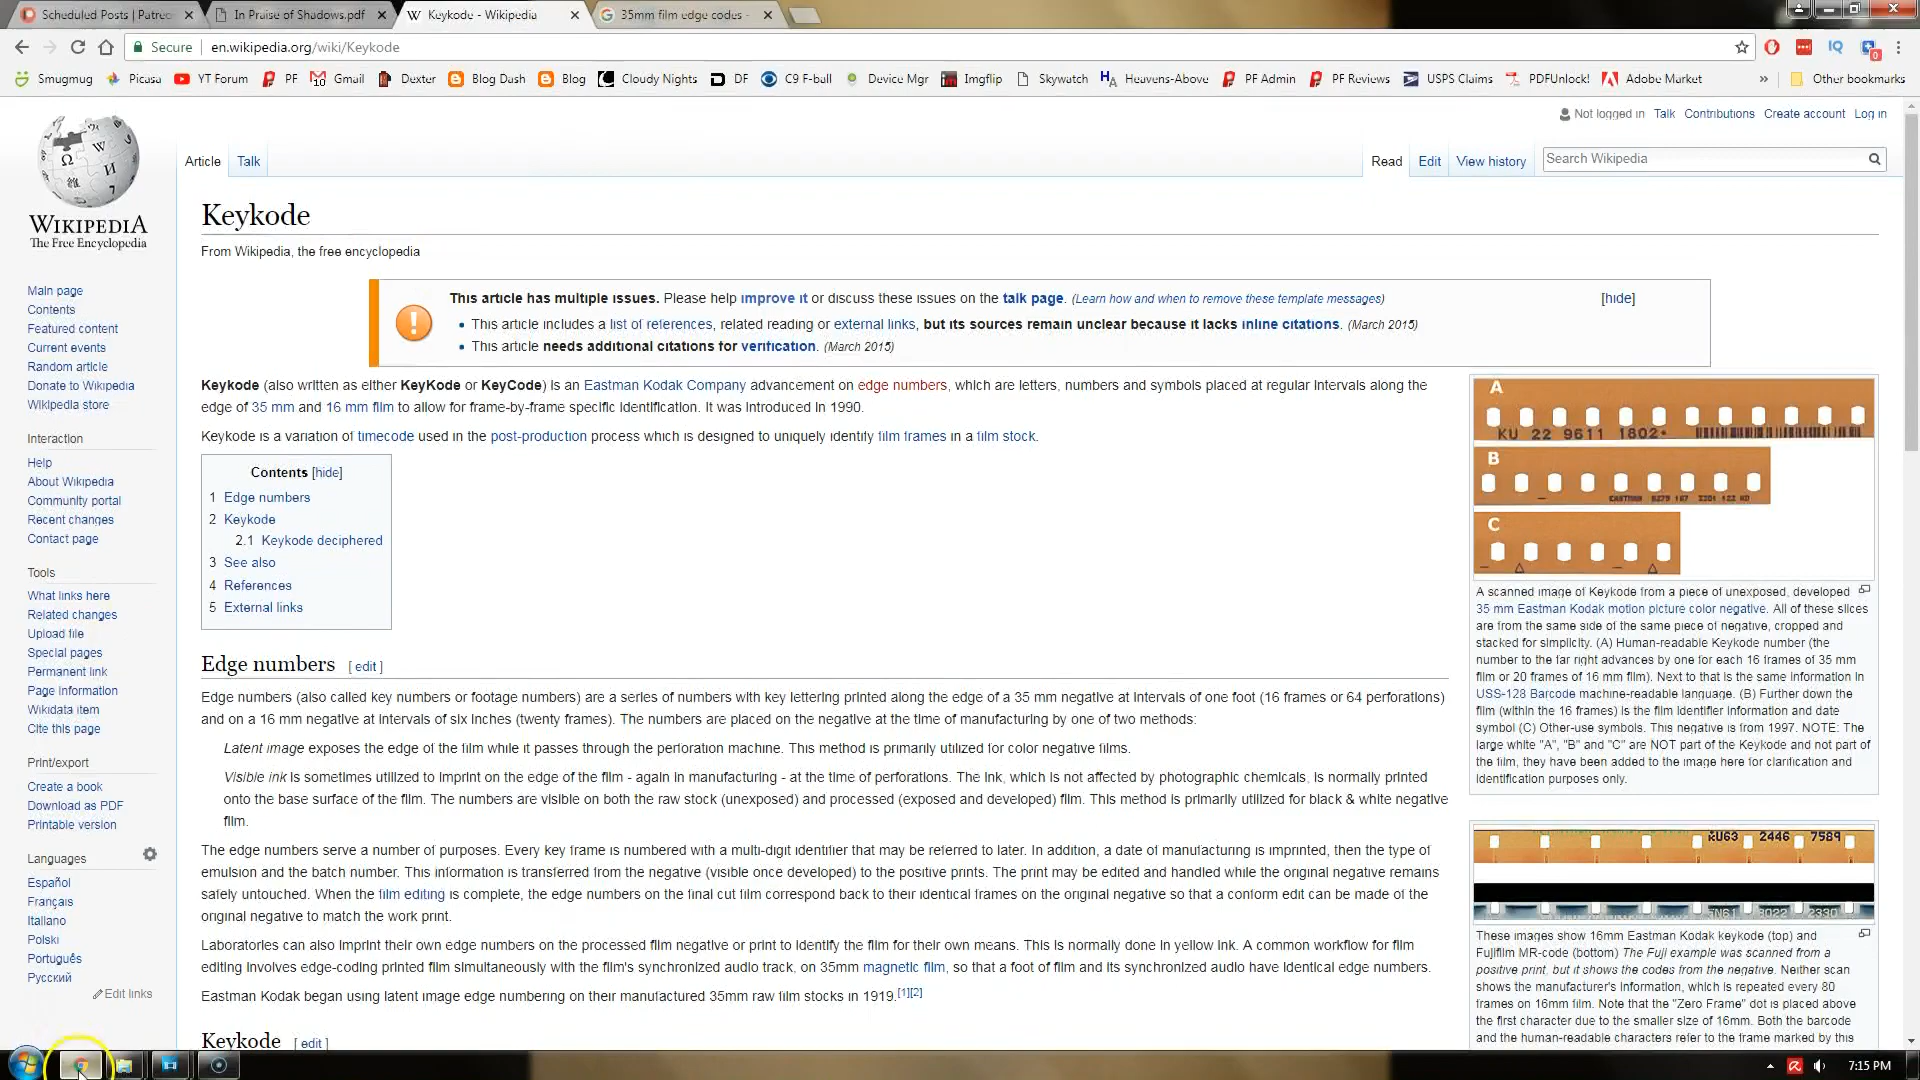 Scheduled Posts | Patre
In Praise of Shadows.pdf
Keykode - Wikipedia
35mm film edge codes -
Secure
en.wikipedia.org/wiki/Keykode
Smugmug
Picasa
YT Forum
PF
Gmail
Dexter
Blog Dash
Blog
Cloudy Nights
DF
C9 F-ball
Device Mgr
Imgflip
Skywatch
Heavens-Above
PF Admin
PF Reviews
USPS Claims
PDFUnlock!
Adobe Market
»
Other bookmarks
Not logged in Talk Contributions Create account Log in
Article Talk
Read Edit View history
Search Wikipedia
WIKIPEDIA
The Free Encyclopedia
Main page
Contents
Featured content
Current events
Random article
Donate to Wikipedia
Wikipedia store
Interaction
Help
About Wikipedia
Community portal
Recent changes
Contact page
Tools
What links here
Related changes
Upload file
Special pages
Permanent link
Page information
Wikidata item
Cite this page
Print/export
Create a book
Download as PDF
Printable version
Languages
Español
Français
Italiano
Polski
Português
Русский
Edit links
Keykode
From Wikipedia, the free encyclopedia
This article has multiple issues. Please help improve it or discuss these issues on the talk page. (Learn how and when to remove these template messages)
[hide]
• This article includes a list of references, related reading or external links, but its sources remain unclear because it lacks inline citations. (March 2015)
• This article needs additional citations for verification. (March 2015)
Keykode (also written as either KeyKode or KeyCode) is an Eastman Kodak Company advancement on edge numbers, which are letters, numbers and symbols placed at regular intervals along the
edge of 35 mm and 16 mm film to allow for frame-by-frame specific identification. It was introduced in 1990.
Keykode is a variation of timecode used in the post-production process which is designed to uniquely identify film frames in a film stock.
Contents [hide]
1 Edge numbers
2 Keykode
2.1 Keykode deciphered
3 See also
4 References
5 External links
Edge numbers [ edit ]
Edge numbers (also called key numbers or footage numbers) are a series of numbers with key lettering printed along the edge of a 35 mm negative at intervals of one foot (16 frames or 64 perforations)
and on a 16 mm negative at intervals of six inches (twenty frames). The numbers are placed on the negative at the time of manufacturing by one of two methods:
Latent image exposes the edge of the film while it passes through the perforation machine. This method is primarily utilized for color negative films.
Visible ink is sometimes utilized to imprint on the edge of the film - again in manufacturing - at the time of perforations. The ink, which is not affected by photographic chemicals, is normally printed
onto the base surface of the film. The numbers are visible on both the raw stock (unexposed) and processed (exposed and developed) film. This method is primarily utilized for black & white negative
film.
The edge numbers serve a number of purposes. Every key frame is numbered with a multi-digit identifier that may be referred to later. In addition, a date of manufacturing is imprinted, then the type of
emulsion and the batch number. This information is transferred from the negative (visible once developed) to the positive prints. The print may be edited and handled while the original negative remains
safely untouched. When the film editing is complete, the edge numbers on the final cut film correspond back to their identical frames on the original negative so that a conform edit can be made of the
original negative to match the work print.
Laboratories can also imprint their own edge numbers on the processed film negative or print to identify the film for their own means. This is normally done in yellow ink. A common workflow for film
editing involves edge-coding printed film simultaneously with the film's synchronized audio track, on 35mm magnetic film, so that a foot of film and its synchronized audio have identical edge numbers.
Eastman Kodak began using latent image edge numbering on their manufactured 35mm raw film stocks in 1919.[1][2]
Keykode [ edit ]
A
KU 22 9611 1802•
B
EASTMAN
C
A scanned image of Keykode from a piece of unexposed, developed
35 mm Eastman Kodak motion picture color negative. All of these slices
are from the same side of the same piece of negative, cropped and
stacked for simplicity. (A) Human-readable Keykode number (the
number to the far right advances by one for each 16 frames of 35 mm
film or 20 frames of 16 mm film). Next to that is the same information in
USS-128 Barcode machine-readable language. (B) Further down the
film (within the 16 frames) is the film identifier information and date
symbol (C) Other-use symbols. This negative is from 1997. NOTE: The
large white "A", "B" and "C" are NOT part of the Keykode and not part of
the film, they have been added to the image here for clarification and
identification purposes only.
KU63 2446 7589
8022 2330
These images show 16mm Eastman Kodak keykode (top) and
Fujifilm MR-code (bottom) The Fuji example was scanned from a
positive print, but it shows the codes from the negative. Neither scan
shows the manufacturer's information, which is repeated every 80
frames on 16mm film. Note that the "Zero Frame" dot is placed above
the first character due to the smaller size of 16mm. Both the barcode
and the human-readable characters refer to the frame marked by this
7:15 PM